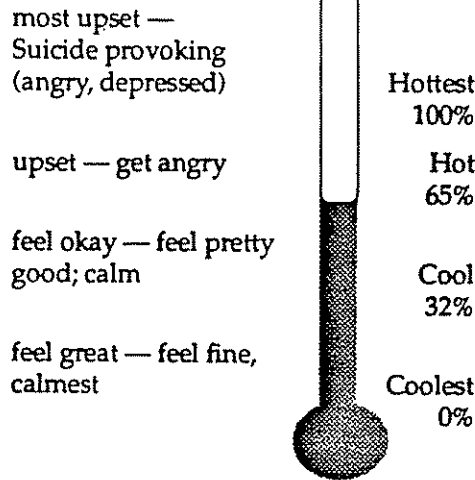 most upset —
Suicide provoking
(angry, depressed)
Hottest
100%
upset — get angry
Hot
65%
feel okay — feel pretty
good; calm
Cool
32%
feel great — feel fine,
calmest
Coolest
0%